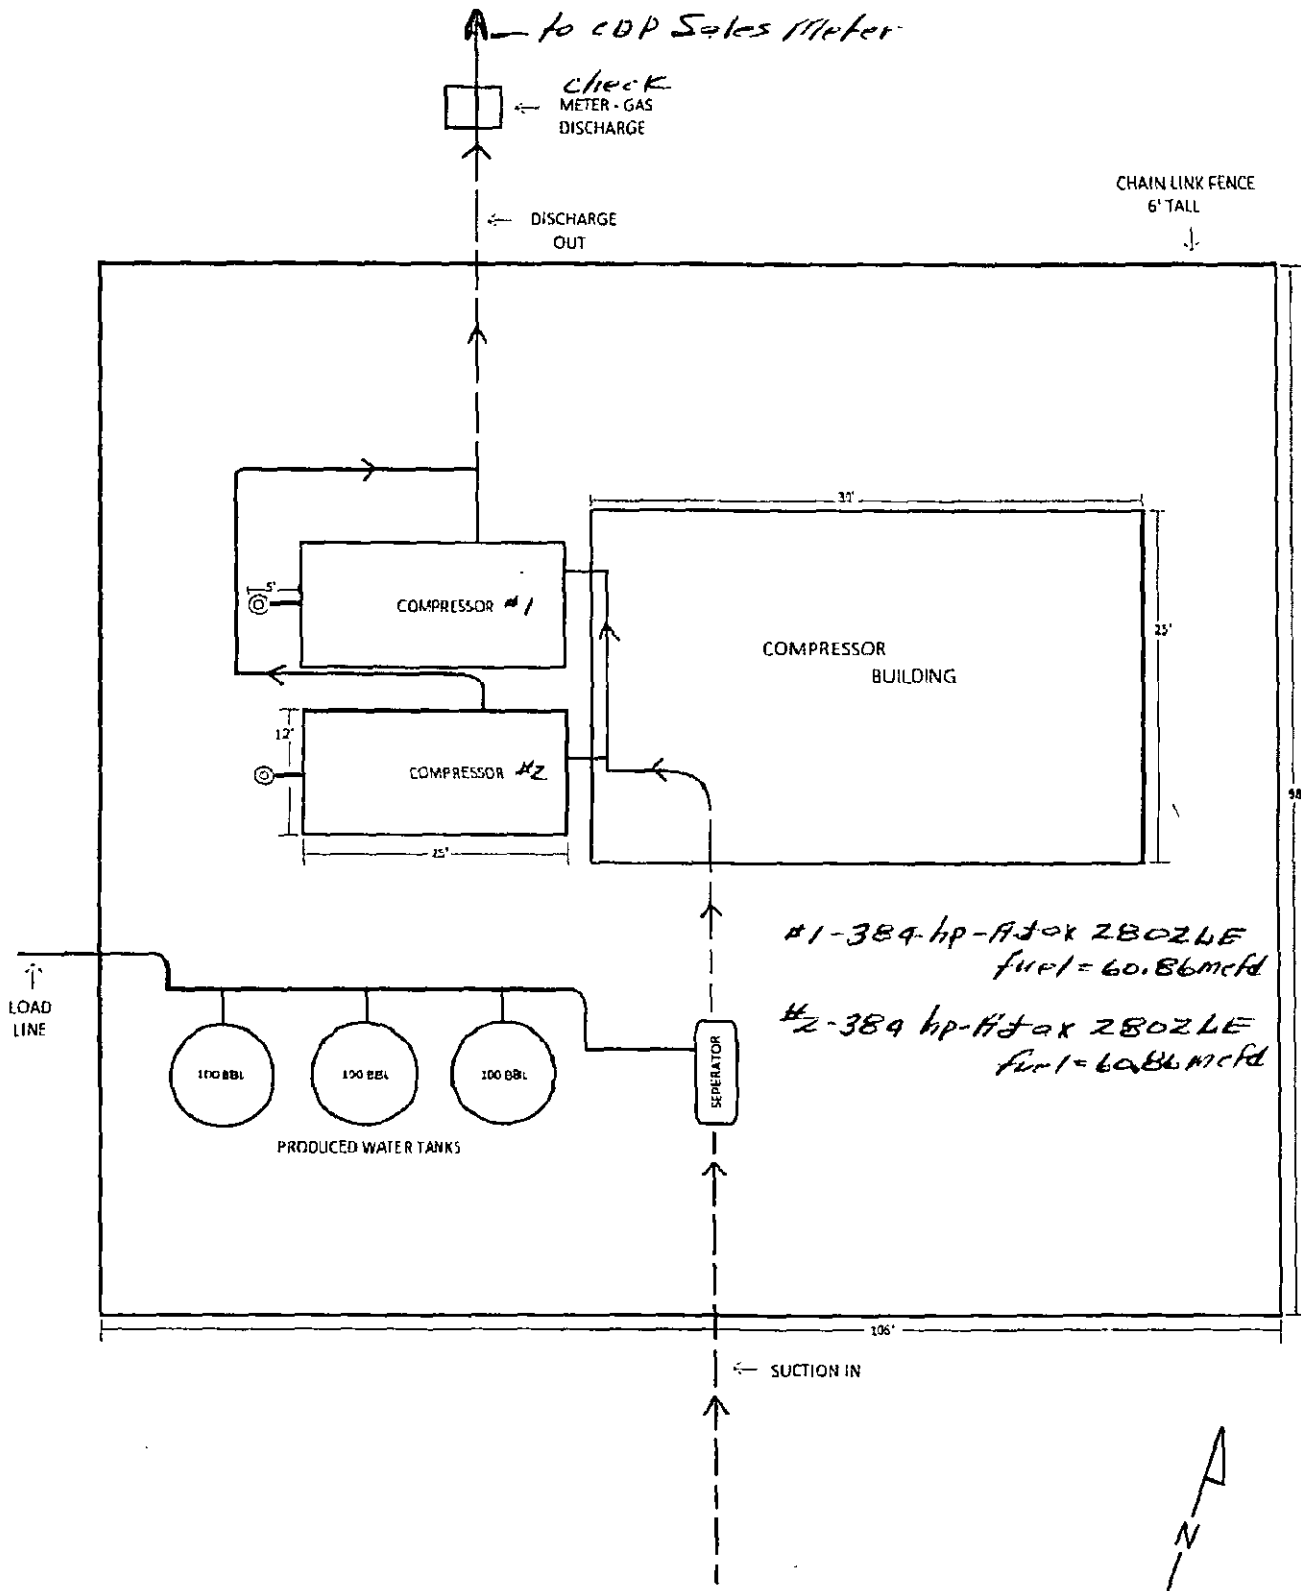 to CDP Sales Meter
check
METER - GAS
DISCHARGE
DISCHARGE
OUT
CHAIN LINK FENCE
6' TALL
5'
COMPRESSOR #1
25'
COMPRESSOR
BUILDING
12'
COMPRESSOR #2
25'
98'
#1-384 hp-Ajax 2802LE
fuel = 60.86 mcfd
#2-384 hp-Ajax 2802LE
fuel = 60.86 mcfd
LOAD
LINE
100 BBL
100 BBL
100 BBL
SEPERATOR
PRODUCED WATER TANKS
106'
SUCTION IN
N